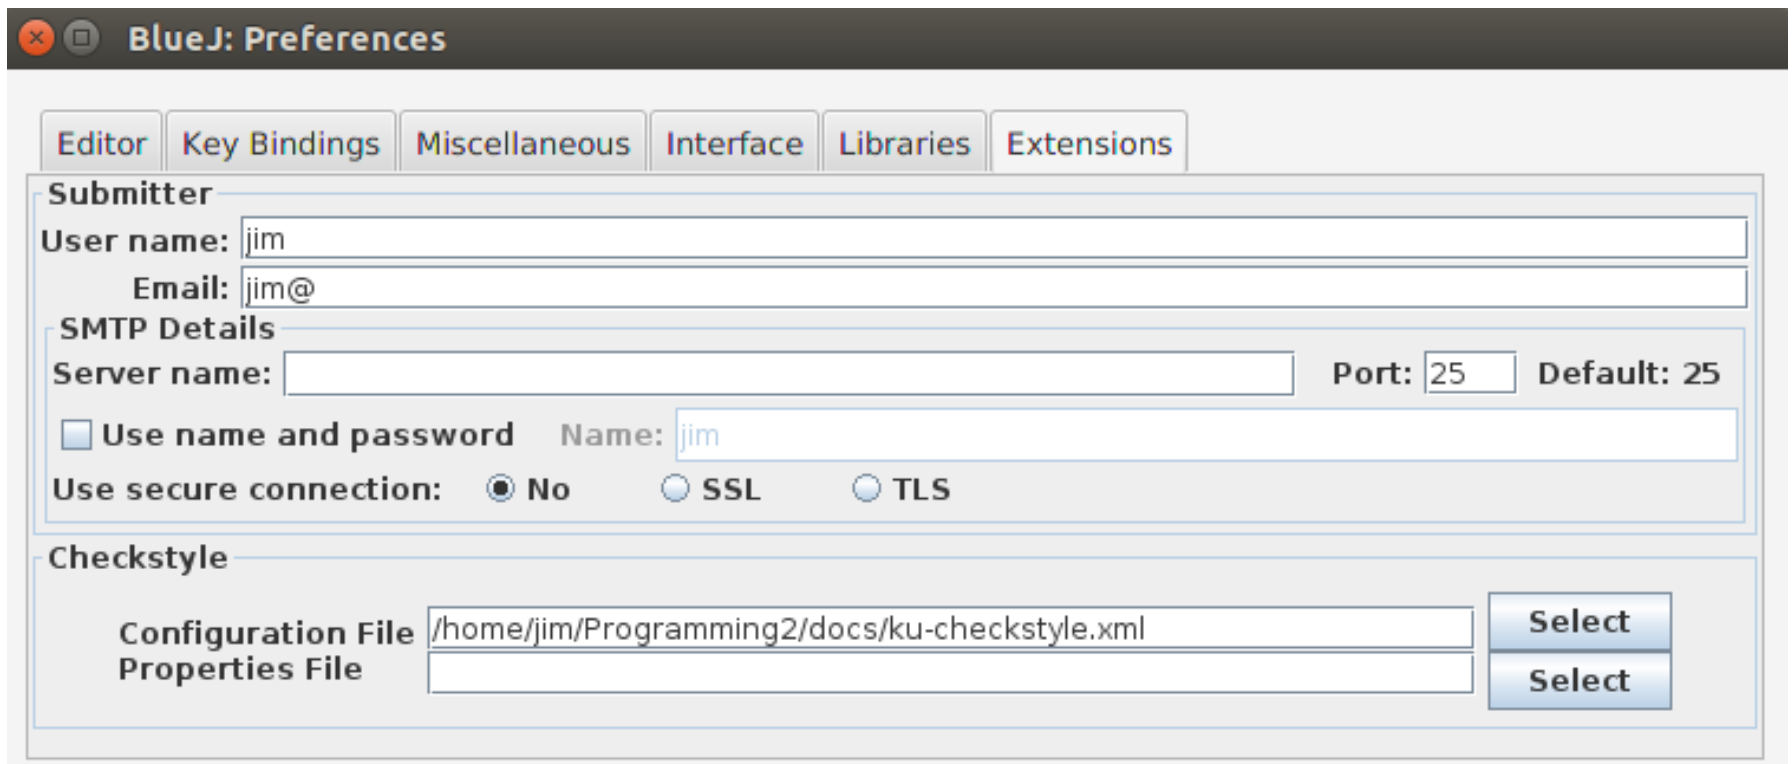 BlueJ: Preferences
Editor Key Bindings Miscellaneous Interface Libraries Extensions
Submitter
User name: jim
Email: jim@
SMTP Details
Server name: Port: 25 Default: 25
Use name and password Name: jim
Use secure connection: No SSL TLS
Checkstyle
Configuration File /home/jim/Programming2/docs/ku-checkstyle.xml Select
Properties File Select